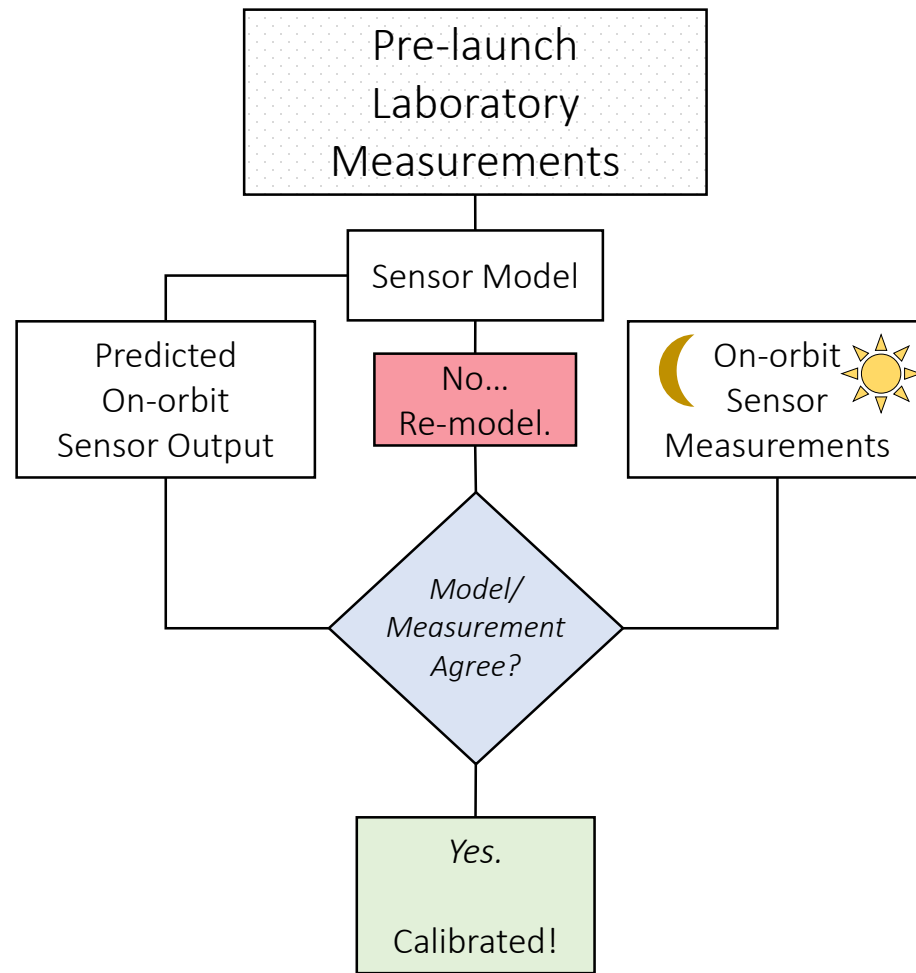 Pre-launch
Laboratory
Measurements
Sensor Model
Predicted
On-orbit
Sensor Output
No...
Re-model.
On-orbit
Sensor
Measurements
Model/
Measurement
Agree?
Yes.
Calibrated!